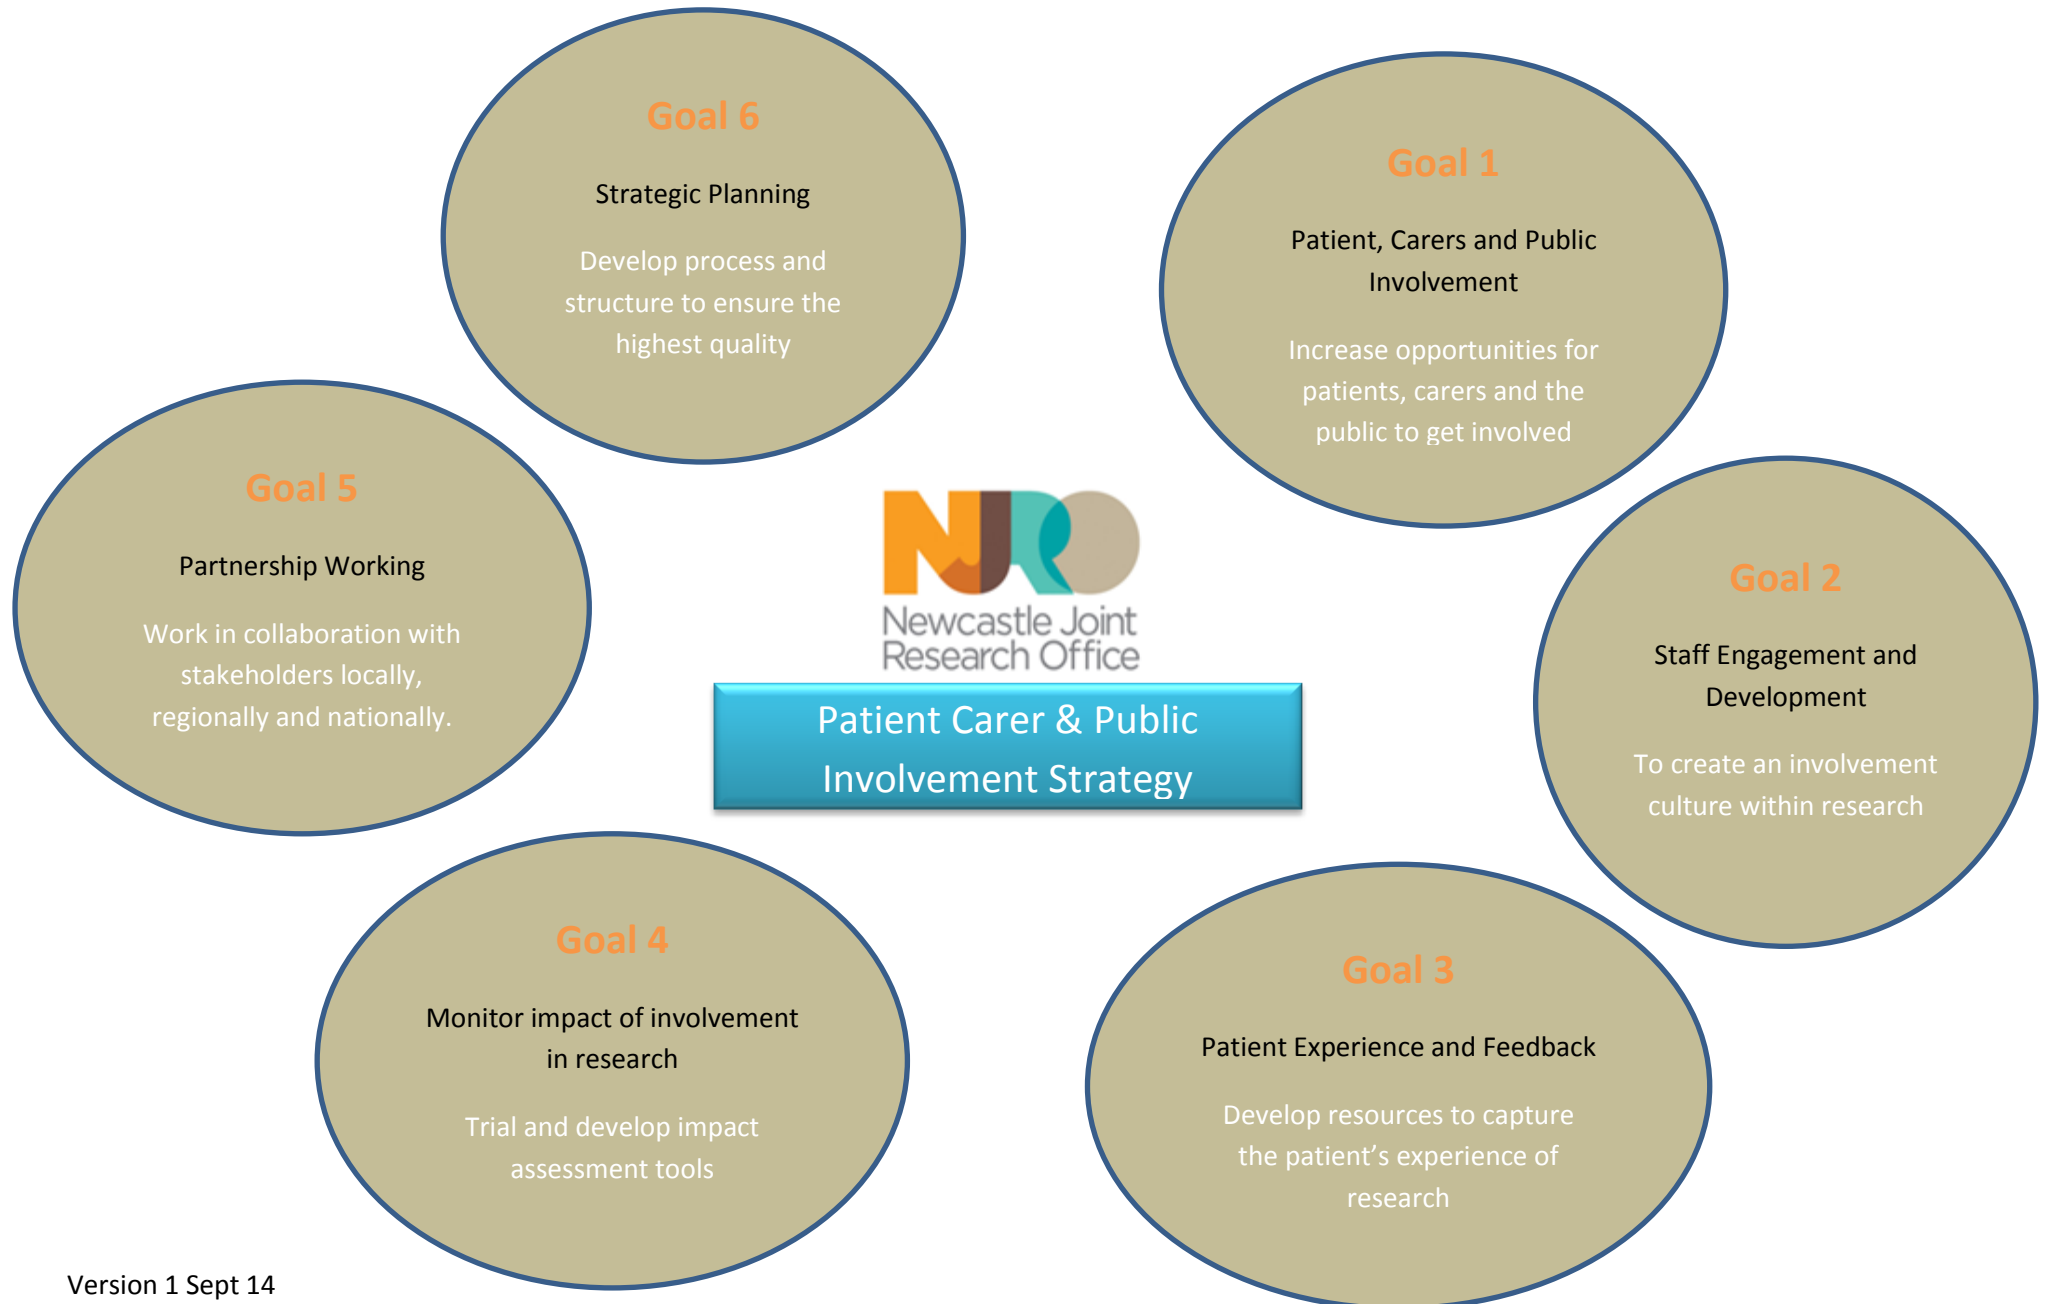 Goal 6
Strategic Planning
Develop process and
structure to ensure the
highest quality
Goal 1
Patient, Carers and Public
Involvement
Increase opportunities for
patients, carers and the
public to get involved
Goal 5
Partnership Working
Work in collaboration with
stakeholders locally,
regionally and nationally.
NJRO
Newcastle Joint
Research Office
Patient Carer & Public
Involvement Strategy
Goal 2
Staff Engagement and
Development
To create an involvement
culture within research
Goal 4
Monitor impact of involvement
in research
Trial and develop impact
assessment tools
Goal 3
Patient Experience and Feedback
Develop resources to capture
the patient’s experience of
research
Version 1 Sept 14